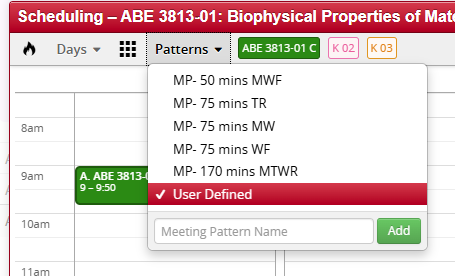 Scheduling – ABE 3813-01: Biophysical Properties of Mate
Days Patterns ABE 3813-01 C K 02 K 03
MP- 50 mins MWF
MP- 75 mins TR
MP- 75 mins MW
MP- 75 mins WF
MP- 170 mins MTWR
✔ User Defined
Meeting Pattern Name Add
8am
9am
A. ABE 3813-0
9 – 9:50
10am
11am